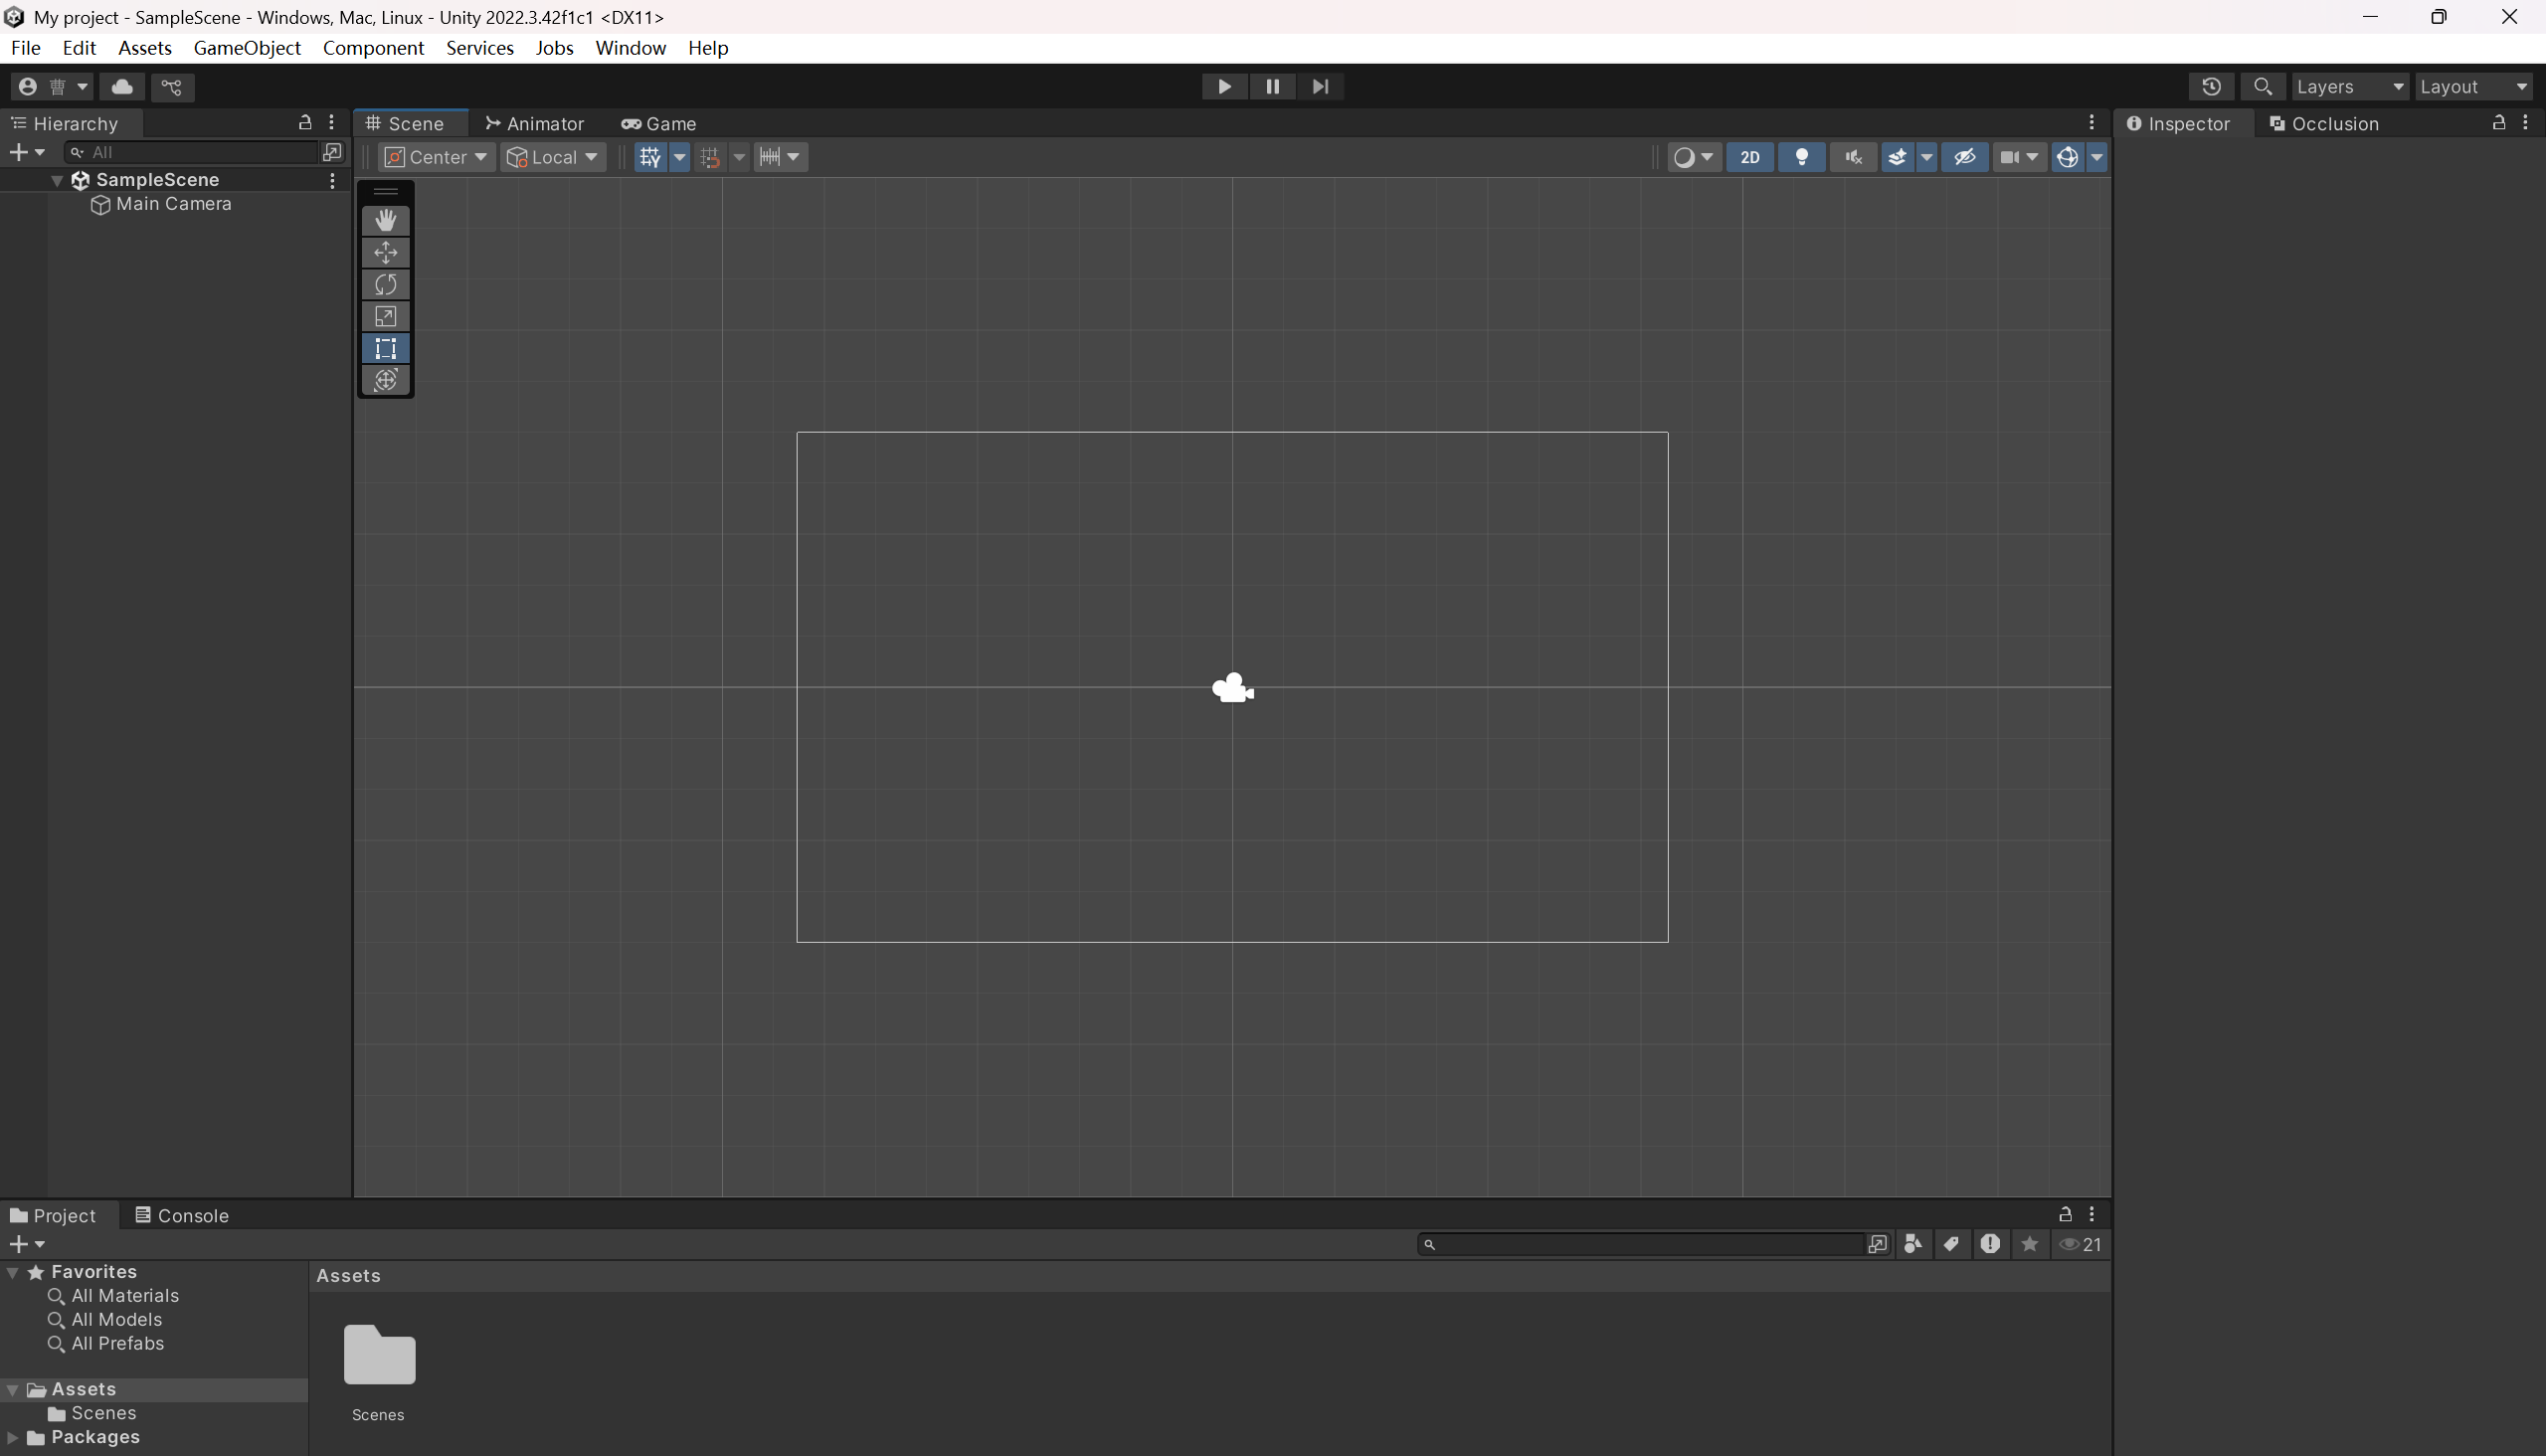 My project - SampleScene - Windows, Mac, Linux - Unity 2022.3.42f1c1 <DX11>
File Edit Assets GameObject Component Services Jobs Window Help
曹
Layers Layout
Hierarchy
Scene Animator Game
Inspector Occlusion
All
Center Local
2D
SampleScene
Main Camera
Project Console
21
Favorites
All Materials
All Models
All Prefabs
Assets
Scenes
Packages
Assets
Scenes